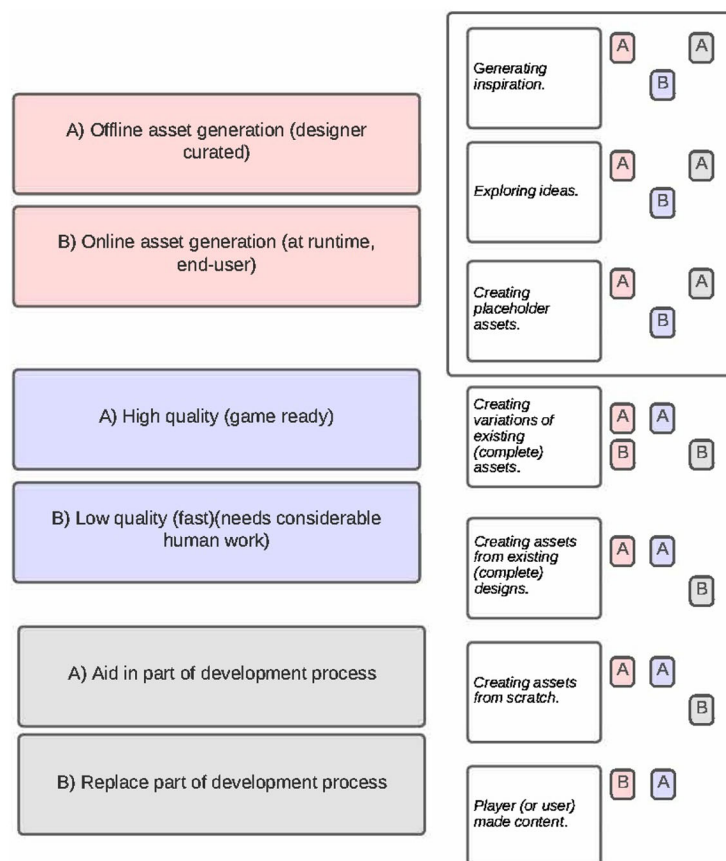 A) Offline asset generation (designer
curated)
B) Online asset generation (at runtime,
end-user)
A) High quality (game ready)
B) Low quality (fast)(needs considerable
human work)
A) Aid in part of development process
B) Replace part of development process
Generating
inspiration.
A A
B
Exploring ideas.
A A
B
Creating
placeholder
assets.
A A
B
Creating
variations of
existing
(complete)
assets.
A A
B B
Creating assets
from existing
(complete)
designs.
A A
B
Creating assets
from scratch.
A A
B
Player (or user)
made content.
B A